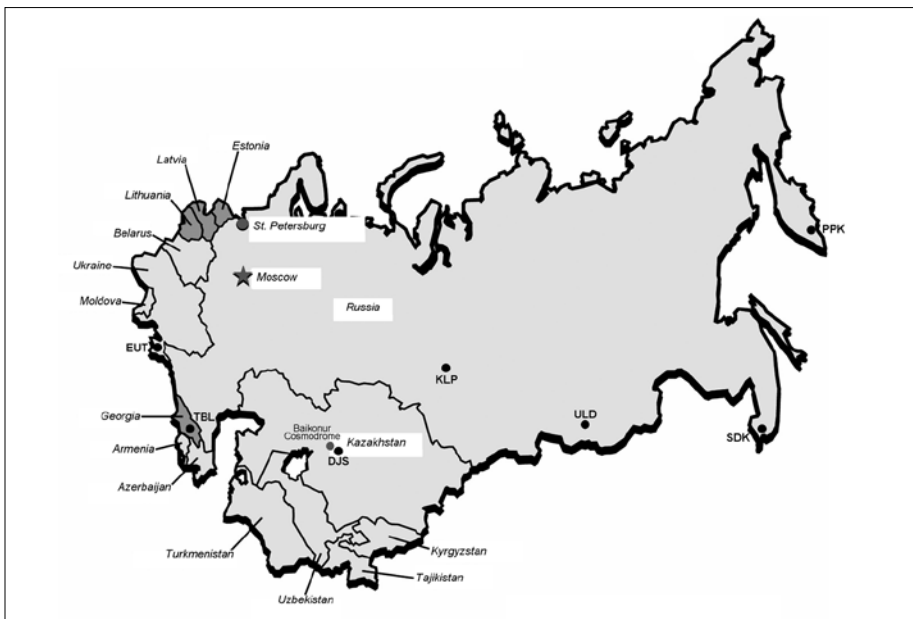 Estonia
Latvia
Lithuania
St. Petersburg
PPK
Belarus
Ukraine
Moscow
Moldova
Russia
EUT
KLP
Georgia
TBL
ULD
SDK
Baikonur
Cosmodrome
Kazakhstan
DJS
Armenia
Azerbaijan
Turkmenistan
Kyrgyzstan
Tajikistan
Uzbekistan